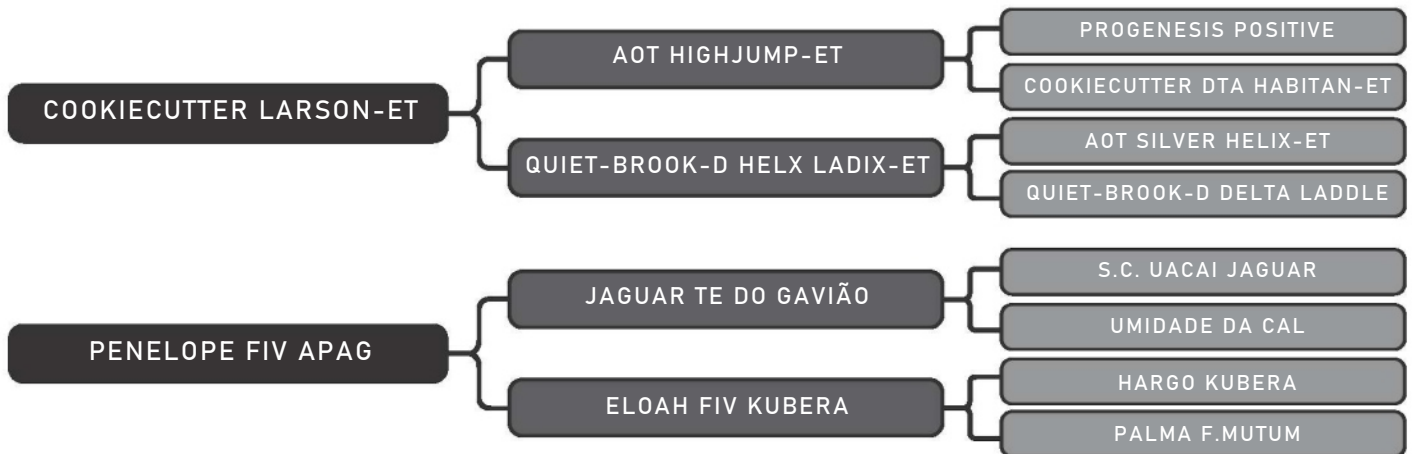 COOKIECUTTER LARSON-ET
AOT HIGHJUMP-ET
PROGENESIS POSITIVE
COOKIECUTTER DTA HABITAN-ET
QUIET-BROOK-D HELX LADIX-ET
AOT SILVER HELIX-ET
QUIET-BROOK-D DELTA LADDLE
PENELOPE FIV APAG
JAGUAR TE DO GAVIÃO
S.C. UACAI JAGUAR
UMIDADE DA CAL
ELOAH FIV KUBERA
HARGO KUBERA
PALMA F.MUTUM